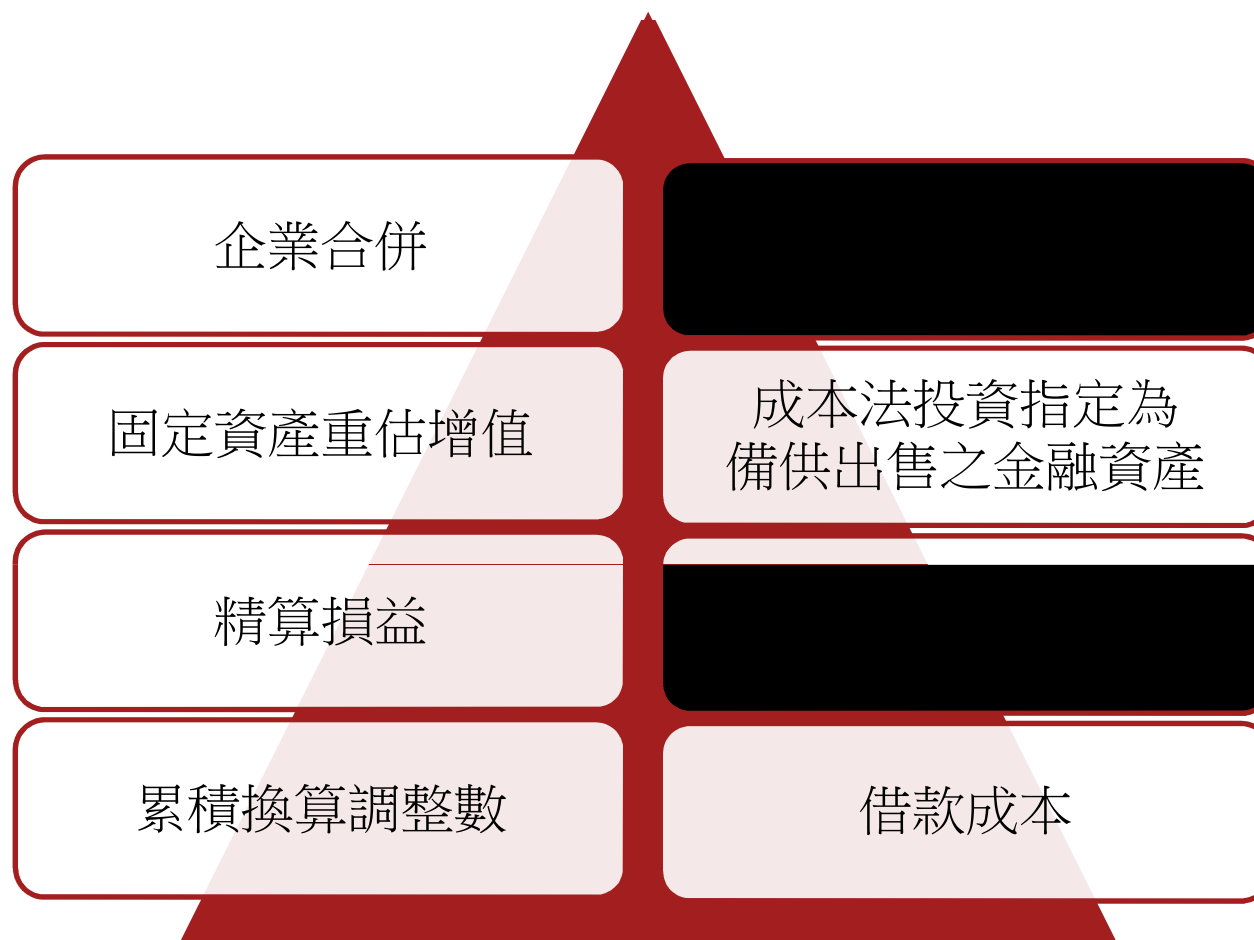 企業合併
固定資產重估增值
成本法投資指定為
備供出售之金融資產
精算損益
累積換算調整數
借款成本